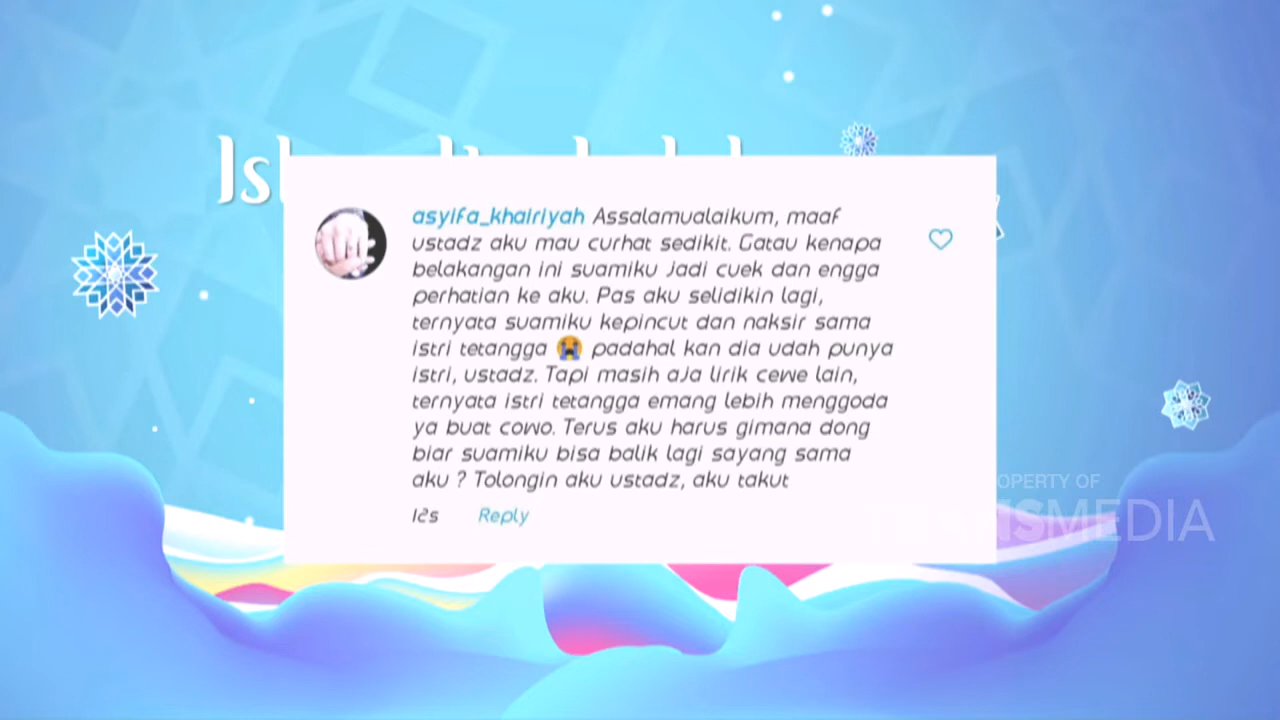 asyifa_khairiyah Assalamualaikum, maaf
ustadz aku mau curhat sedikit. Gatau kenapa
belakangan ini suamiku jadi cuek dan engga
perhatian ke aku. Pas aku selidikin lagi,
ternyata suamiku kepincut dan naksir sama
istri tetangga 😭 padahal kan dia udah punya
istri, ustadz. Tapi masih aja lirik cewe lain,
ternyata istri tetangga emang lebih menggoda
ya buat cowo. Terus aku harus gimana dong
biar suamiku bisa balik lagi sayang sama
aku ? Tolongin aku ustadz, aku takut
12s Reply